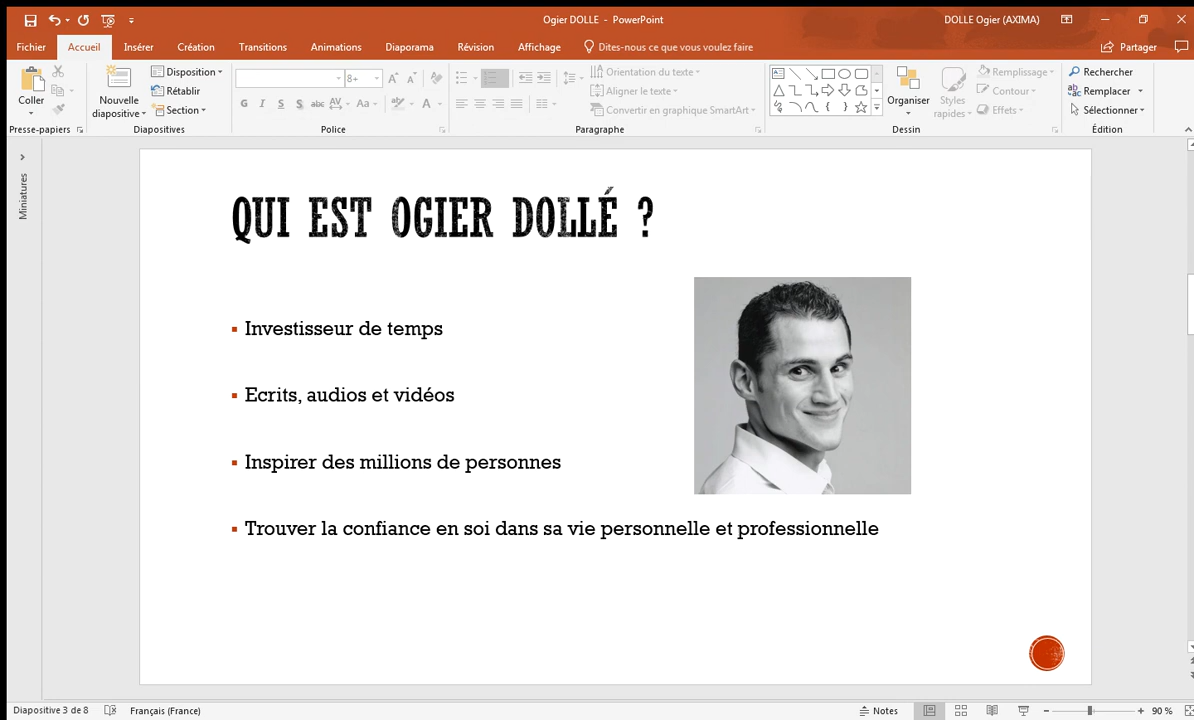 Ogier DOLLE - PowerPoint
DOLLE Ogier (AXIMA)
Fichier Accueil Insérer Création Transitions Animations Diaporama Révision Affichage Dites-nous ce que vous voulez faire Partager
Coller
Presse-papiers
Nouvelle
diapositive
Disposition
Rétablir
Section
Diapositives
8+
G I S S abc AV Aa A
Police
Orientation du texte
Aligner le texte
Convertir en graphique SmartArt
Paragraphe
Organiser
Styles
rapides
Remplissage
Contour
Effets
Dessin
Rechercher
Remplacer
Sélectionner
Édition
Miniatures
QUI EST OGIER DOLLÉ ?
Investisseur de temps
Ecrits, audios et vidéos
Inspirer des millions de personnes
Trouver la confiance en soi dans sa vie personnelle et professionnelle
Diapositive 3 de 8 Français (France) Notes 90 %